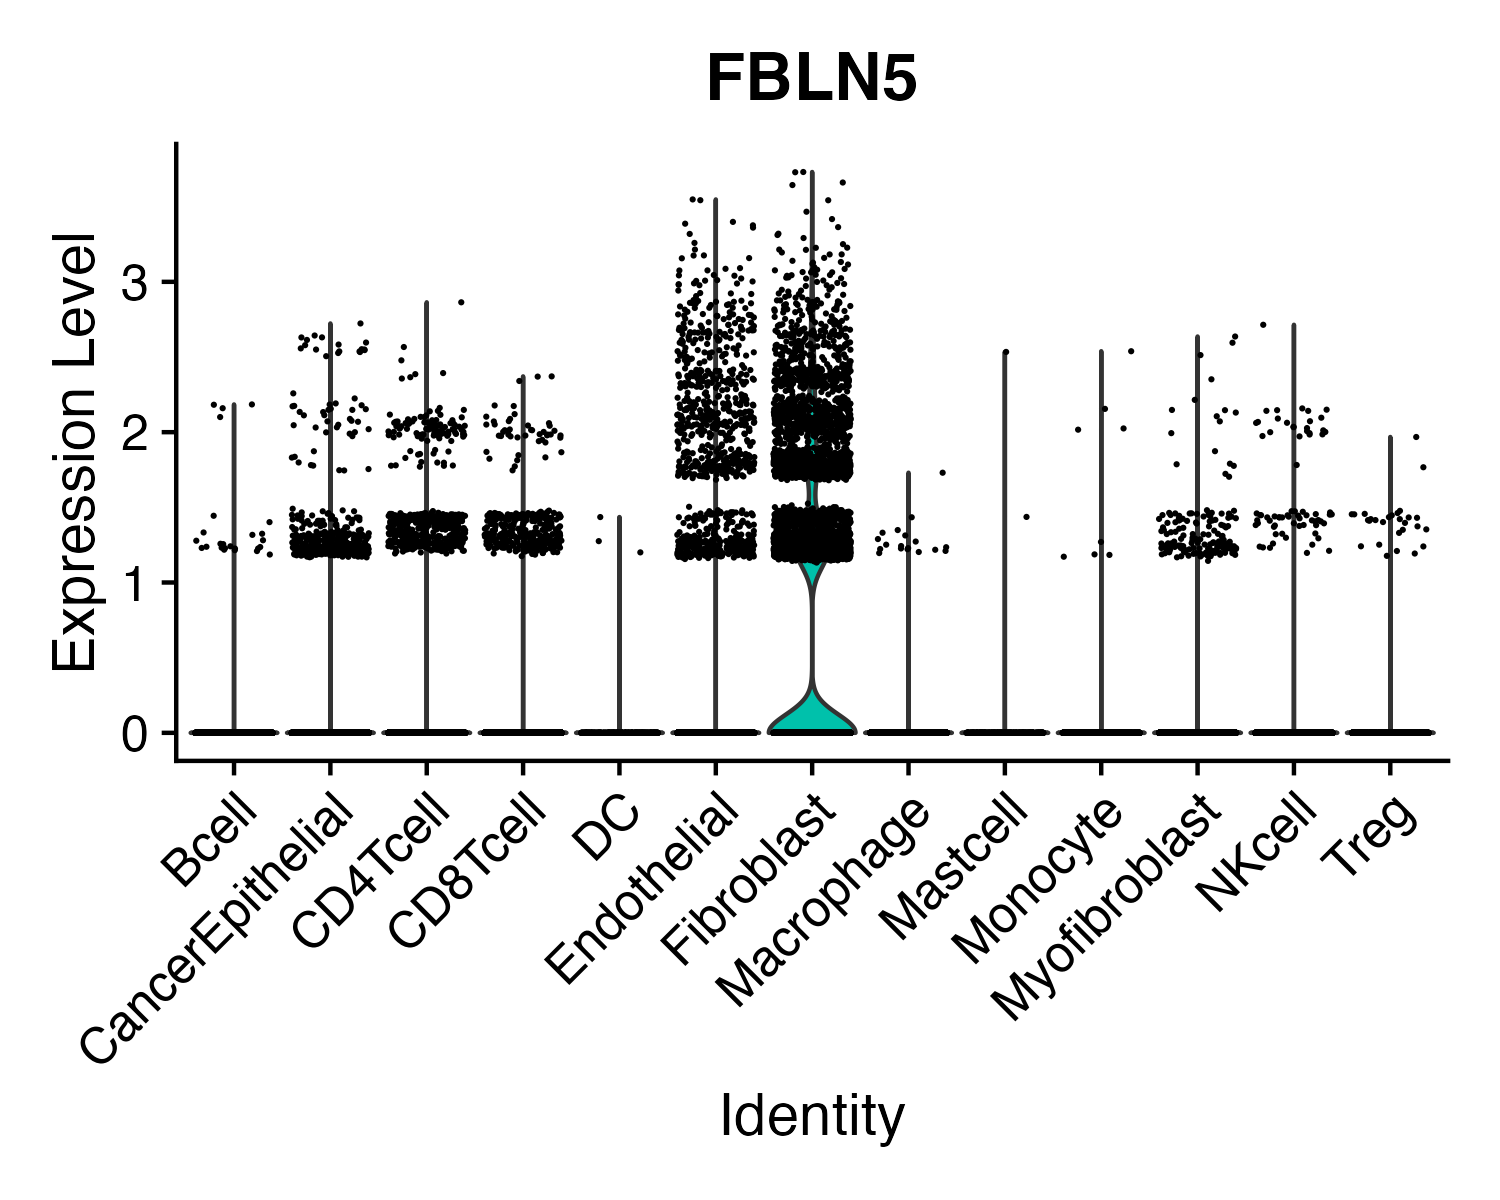 FBLN5
Expression Level
3
2
1
0
Bcell
CancerEpithelial
CD4Tcell
CD8Tcell
DC
Endothelial
Fibroblast
Macrophage
Mastcell
Monocyte
Myofibroblast
NKcell
Treg
Identity